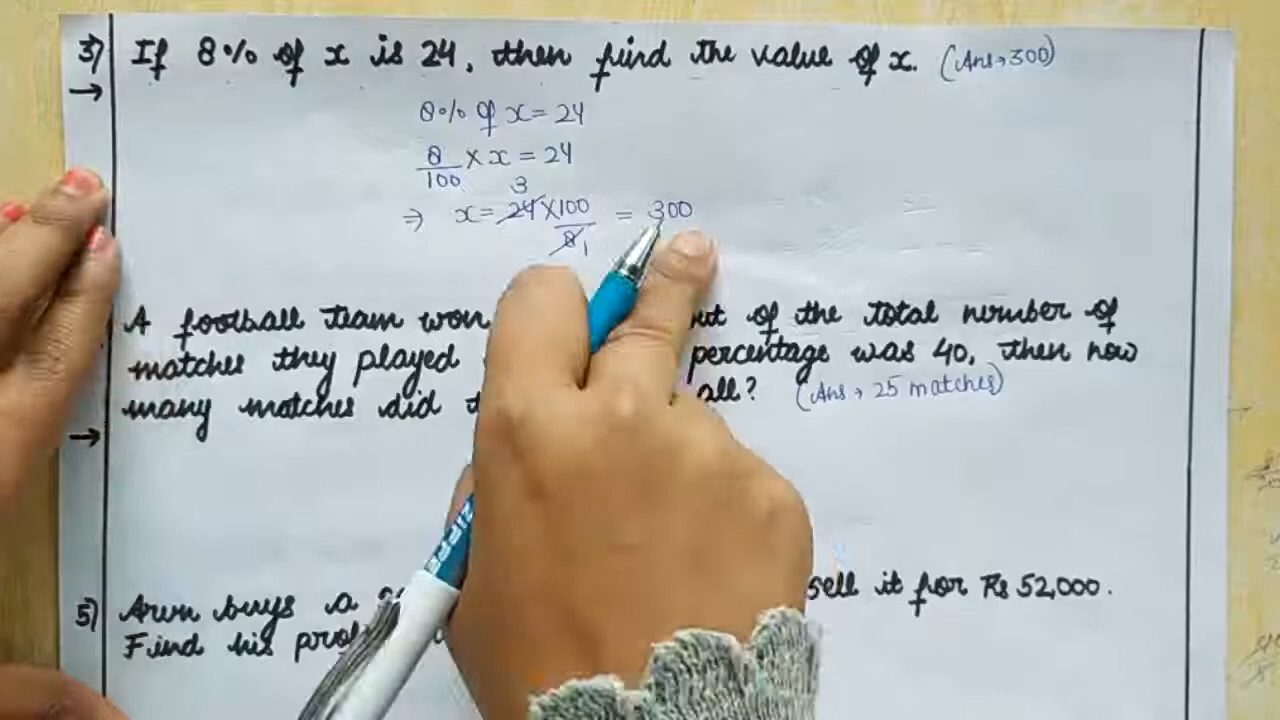 3) If 8% of x is 24, then find the value of x. (Ans→300)
→
8% of x = 24
8/100 × x = 24
3
⇒ x = 24×100/8 1 = 300
A football team won of the total number of
matches they played percentage was 40, then how
many matches did all? (Ans → 25 matches)
→
5) Arun buys a sell it for Rs 52,000.
Find his
ZIPPE